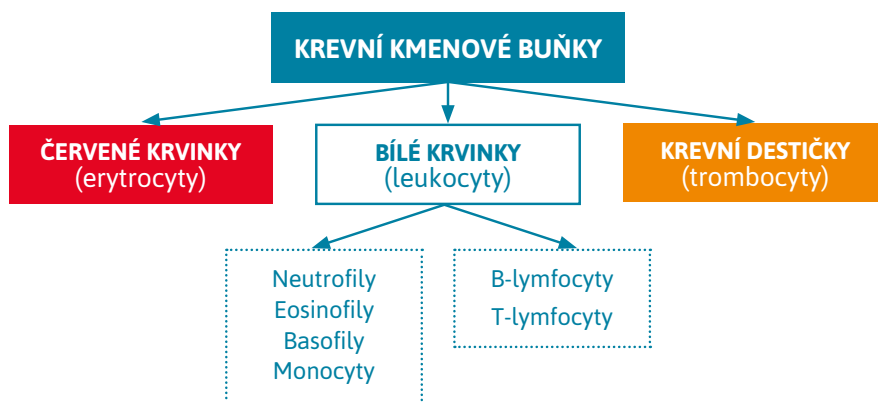 KREVNÍ KMENOVÉ BUŇKY
ČERVENÉ KRVINKY
(erytrocyty)
BÍLÉ KRVINKY
(leukocyty)
KREVNÍ DESTIČKY
(trombocyty)
Neutrofily
Eosinofily
Basofily
Monocyty
B-lymfocyty
T-lymfocyty